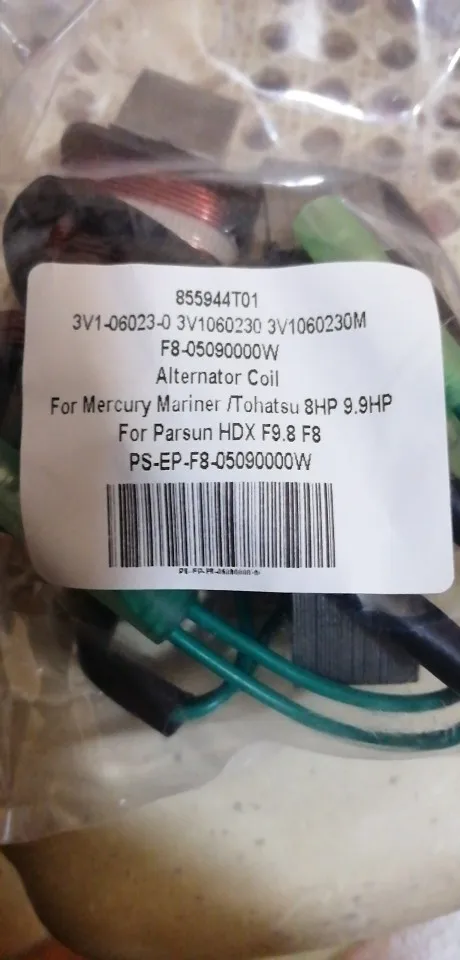 855944T01
3V1-06023-0 3V1060230 3V1060230M
F8-05090000W
Alternator Coil
For Mercury Mariner /Tohatsu 8HP 9.9HP
For Parsun HDX F9.8 F8
PS-EP-F8-05090000W